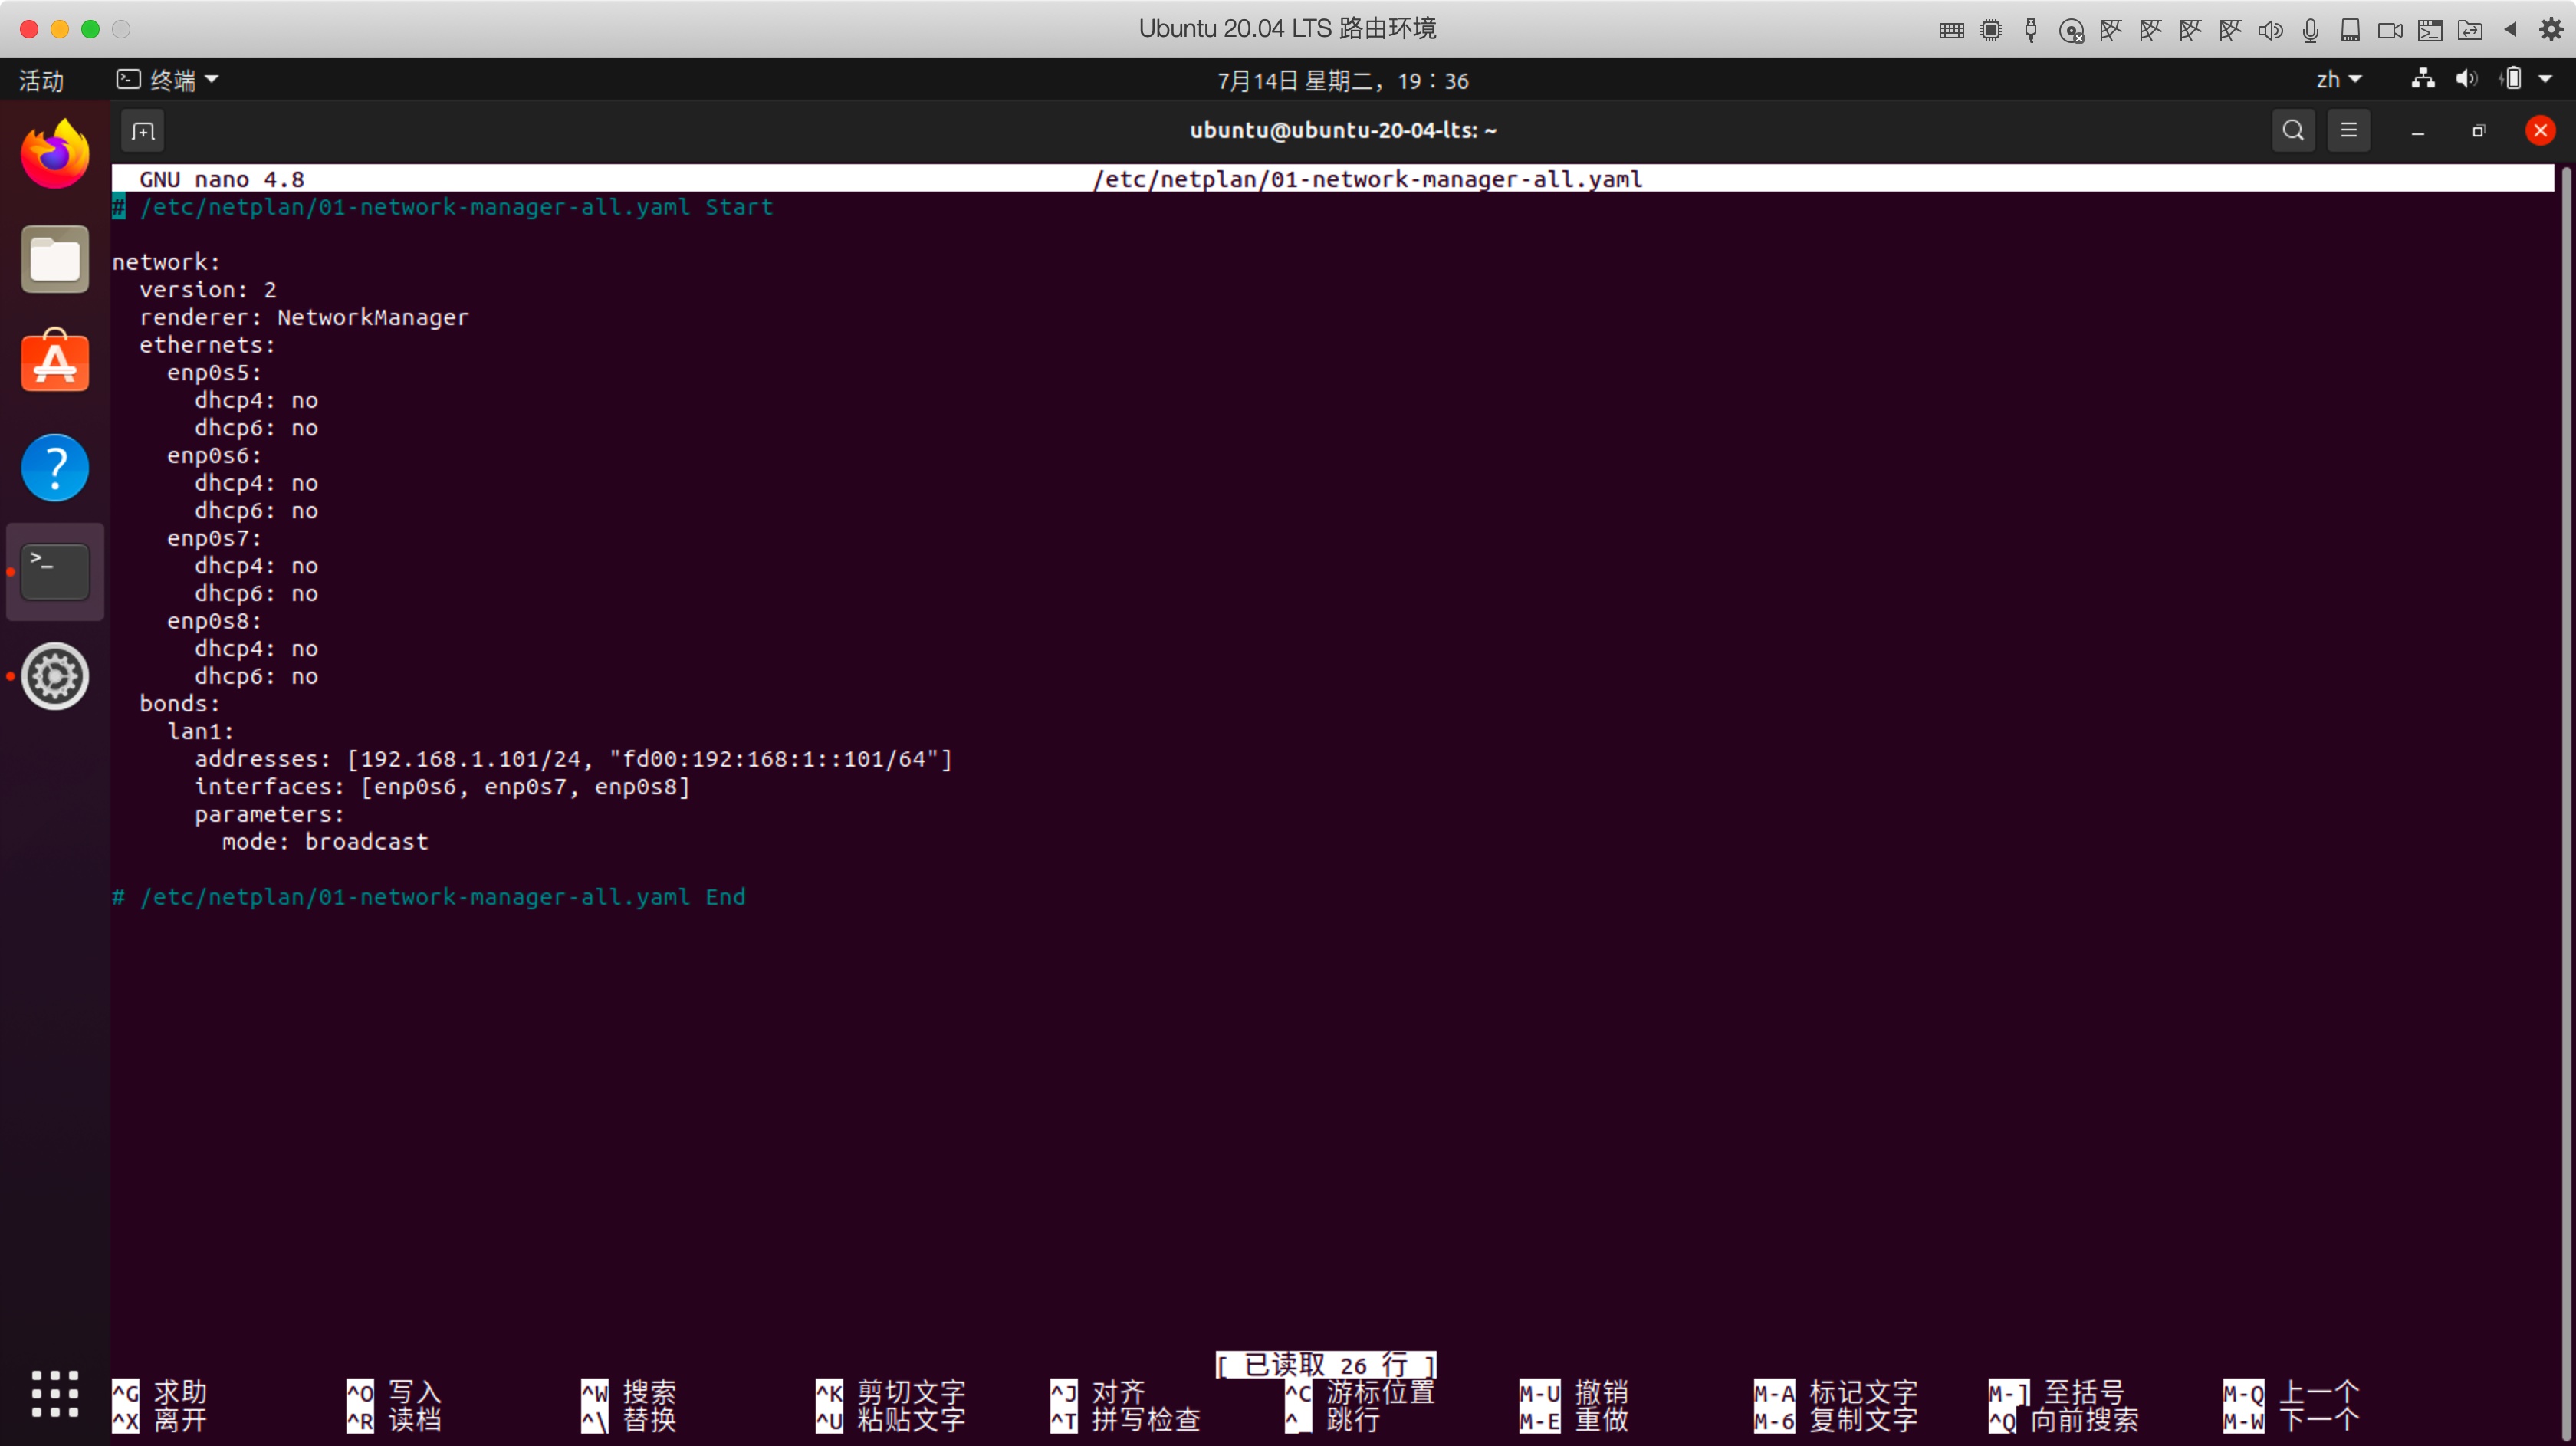 Ubuntu 20.04 LTS 路由环境
活动 终端 7月14日 星期二，19：36 zh
ubuntu@ubuntu-20-04-lts: ~
GNU nano 4.8 /etc/netplan/01-network-manager-all.yaml
# /etc/netplan/01-network-manager-all.yaml Start
network:
version: 2
renderer: NetworkManager
ethernets:
enp0s5:
dhcp4: no
dhcp6: no
enp0s6:
dhcp4: no
dhcp6: no
enp0s7:
dhcp4: no
dhcp6: no
enp0s8:
dhcp4: no
dhcp6: no
bonds:
lan1:
addresses: [192.168.1.101/24, "fd00:192:168:1::101/64"]
interfaces: [enp0s6, enp0s7, enp0s8]
parameters:
mode: broadcast
# /etc/netplan/01-network-manager-all.yaml End
[ 已读取 26 行 ]
^G 求助 ^O 写入 ^W 搜索 ^K 剪切文字 ^J 对齐 ^C 游标位置 M-U 撤销 M-A 标记文字 M-] 至括号 M-Q 上一个
^X 离开 ^R 读档 ^\ 替换 ^U 粘贴文字 ^T 拼写检查 ^_ 跳行 M-E 重做 M-6 复制文字 ^Q 向前搜索 M-W 下一个